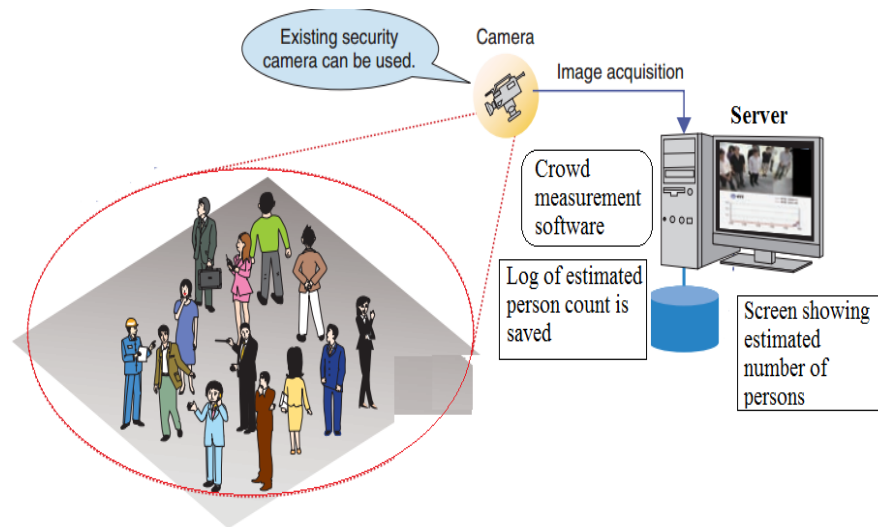 Existing security
camera can be used.
Camera
Image acquisition
Server
Crowd
measurement
software
Log of estimated
person count is
saved
Screen showing
estimated
number of
persons